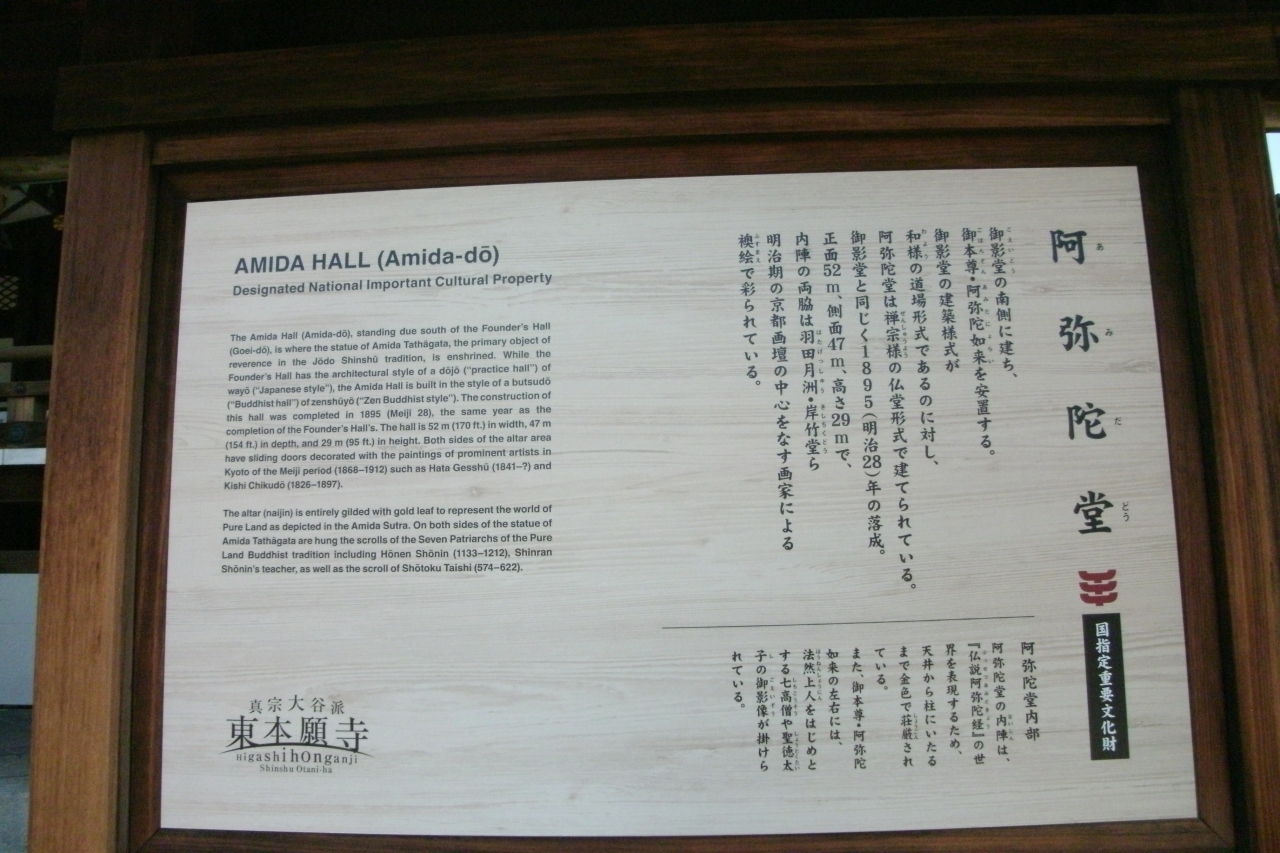 AMIDA HALL (Amida-dō)
Designated National Important Cultural Property
The Amida Hall (Amida-dō), standing due south of the Founder's Hall
(Goei-dō), is where the statue of Amida Tathāgata, the primary object of
reverence in the Jōdo Shinshū tradition, is enshrined. While the
Founder's Hall has the architectural style of a dōjō ("practice hall") of
wayō ("Japanese style"), the Amida Hall is built in the style of a butsudō
("Buddhist hall") of zenshūyō ("Zen Buddhist style"). The construction of
this hall was completed in 1895 (Meiji 28), the same year as the
completion of the Founder's Hall's. The hall is 52 m (170 ft.) in width, 47 m
(154 ft.) in depth, and 29 m (95 ft.) in height. Both sides of the altar area
have sliding doors decorated with the paintings of prominent artists in
Kyoto of the Meiji period (1868–1912) such as Hata Gesshū (1841–?) and
Kishi Chikudō (1826–1897).
The altar (naijin) is entirely gilded with gold leaf to represent the world of
Pure Land as depicted in the Amida Sutra. On both sides of the statue of
Amida Tathāgata are hung the scrolls of the Seven Patriarchs of the Pure
Land Buddhist tradition including Hōnen Shōnin (1133–1212), Shinran
Shōnin's teacher, as well as the scroll of Shōtoku Taishi (574–622).
真宗大谷派
東本願寺
HigashiHonganji
Shinshu Otani-ha
阿弥陀堂
あみだどう
国指定重要文化財
御影堂の南側に建ち、
御本尊・阿弥陀如来を安置する。
御影堂の建築様式が
和様の道場形式であるのに対し、
阿弥陀堂は禅宗様の仏堂形式で建てられている。
御影堂と同じく1895(明治28)年の落成。
正面52m、側面47m、高さ29mで、
内陣の両脇は羽田月洲・岸竹堂ら
明治期の京都画壇の中心をなす画家による
襖絵で彩られている。
阿弥陀堂内部
阿弥陀堂の内陣は、
『仏説阿弥陀経』の世
界を表現するため、
天井から柱にいたる
まで金色で荘厳され
ている。
また、御本尊・阿弥陀
如来の左右には、
法然上人をはじめと
する七高僧や聖徳太
子の御影像が掛けら
れている。